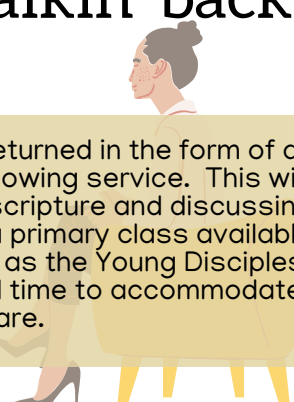 alkin' Back
eturned in the form of a
owing service.  This wi
scripture and discussin
primary class availabl
as the Young Disciples
time to accommodate
are.